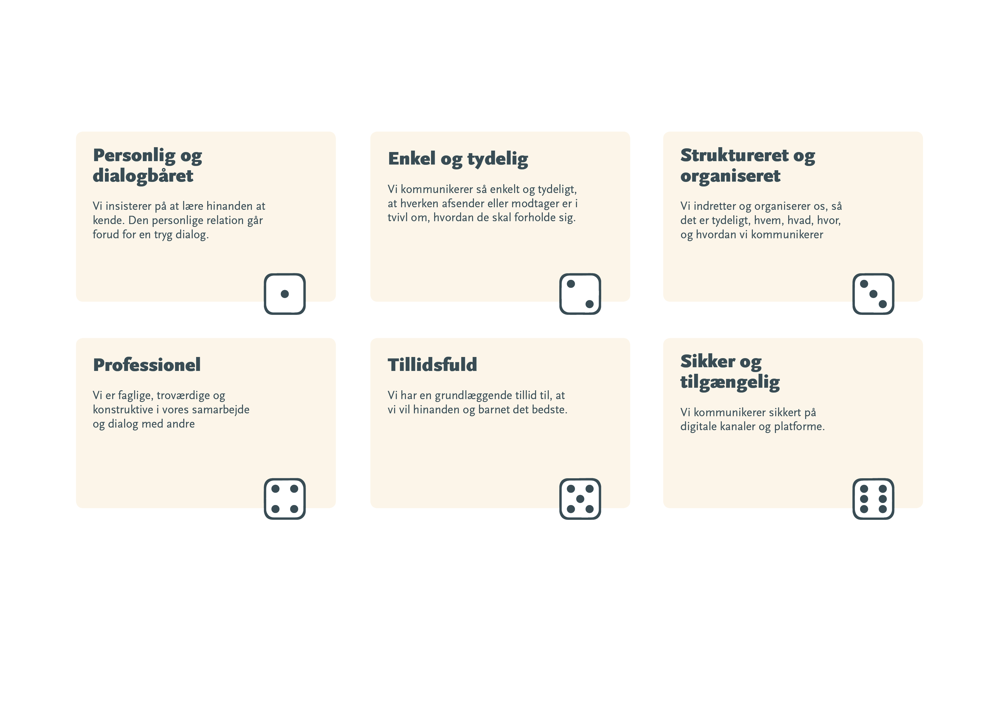 Personlig og
dialogbåret
Vi insisterer på at lære hinanden at
kende. Den personlige relation går
forud for en tryg dialog.
Enkel og tydelig
Vi kommunikerer så enkelt og tydeligt,
at hverken afsender eller modtager er i
tvivl om, hvordan de skal forholde sig.
Struktureret og
organiseret
Vi indretter og organiserer os, så
det er tydeligt, hvem, hvad, hvor,
og hvordan vi kommunikerer
Professionel
Vi er faglige, troværdige og
konstruktive i vores samarbejde
og dialog med andre
Tillidsfuld
Vi har en grundlæggende tillid til, at
vi vil hinanden og barnet det bedste.
Sikker og
tilgængelig
Vi kommunikerer sikkert på
digitale kanaler og platforme.